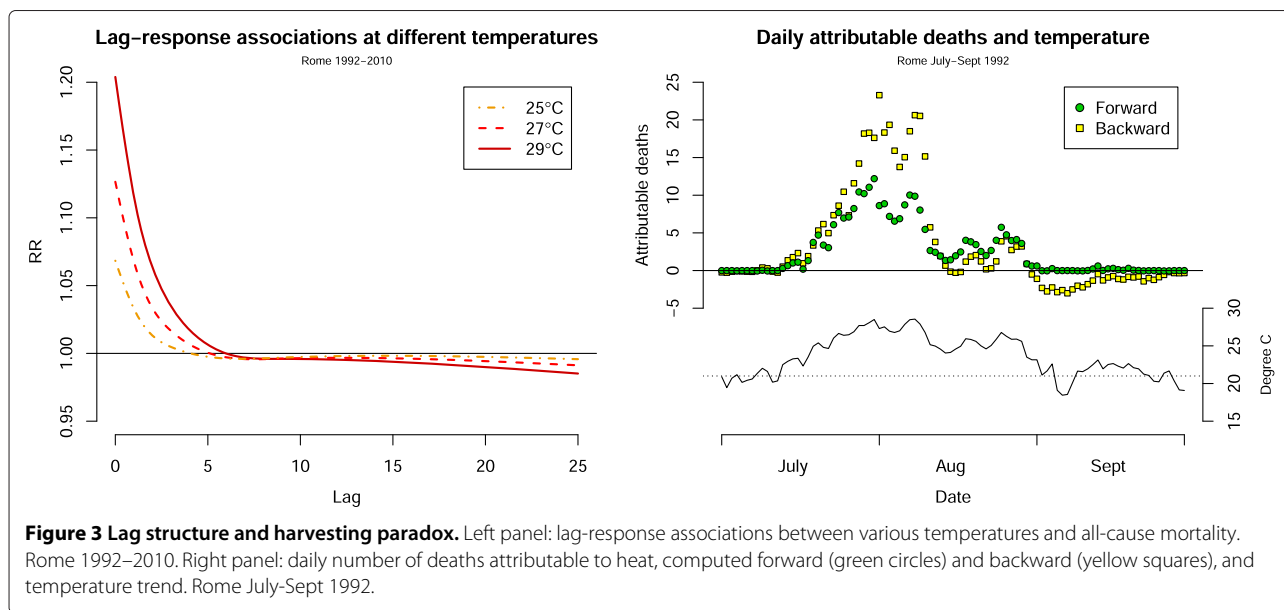 Lag–response associations at different temperatures
Rome 1992–2010
1.20
1.15
1.10
1.05
1.00
0.95
RR
25°C
27°C
29°C
0 5 10 15 20 25
Lag
Daily attributable deaths and temperature
Rome July–Sept 1992
25
20
15
10
5
0
−5
Attributable deaths
Forward
Backward
30
25
20
15
Degree C
July Aug Sept
Date
Figure 3 Lag structure and harvesting paradox. Left panel: lag-response associations between various temperatures and all-cause mortality.
Rome 1992–2010. Right panel: daily number of deaths attributable to heat, computed forward (green circles) and backward (yellow squares), and
temperature trend. Rome July-Sept 1992.